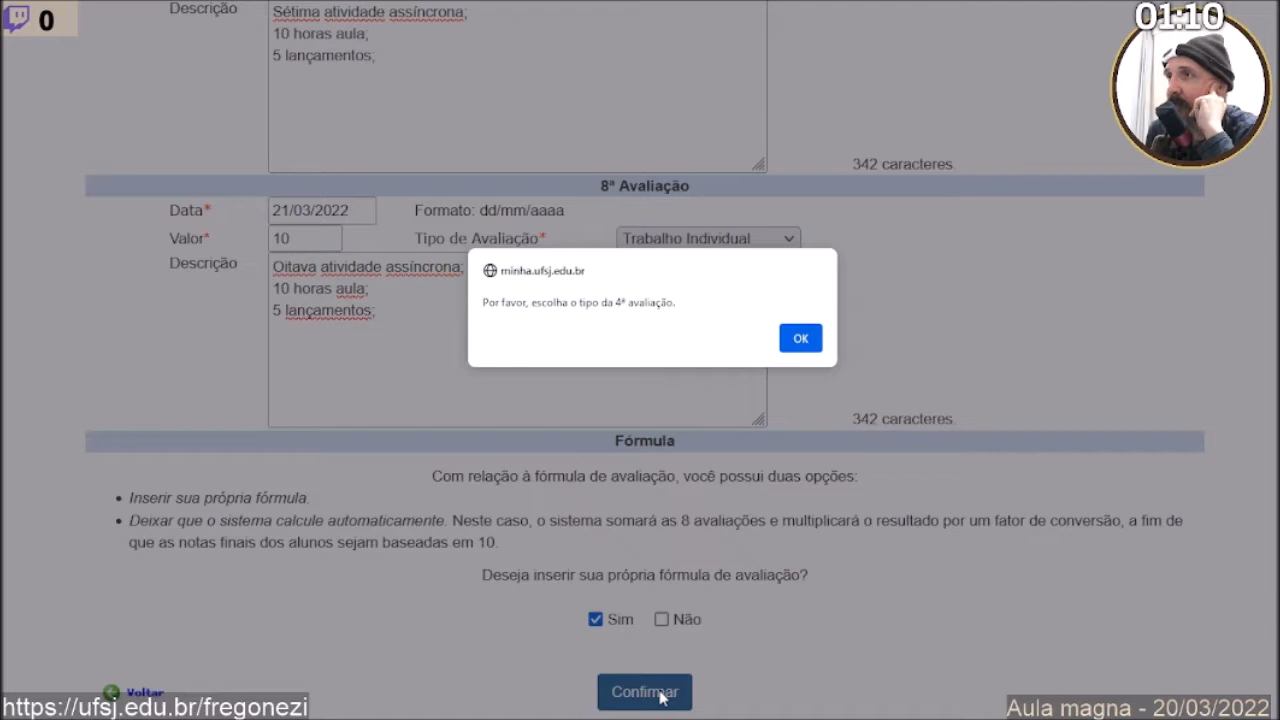 0
01:10
Descrição
Sétima atividade assíncrona;
10 horas aula;
5 lançamentos;
342 caracteres.
8ª Avaliação
Data*
21/03/2022
Formato: dd/mm/aaaa
Valor*
10
Tipo de Avaliação*
Trabalho Individual
Descrição
Oitava atividade assíncrona;
10 horas aula;
5 lançamentos;
342 caracteres.
minha.ufsj.edu.br
Por favor, escolha o tipo da 4ª avaliação.
OK
Fórmula
Com relação à fórmula de avaliação, você possui duas opções:
• Inserir sua própria fórmula.
• Deixar que o sistema calcule automaticamente. Neste caso, o sistema somará as 8 avaliações e multiplicará o resultado por um fator de conversão, a fim de
que as notas finais dos alunos sejam baseadas em 10.
Deseja inserir sua própria fórmula de avaliação?
Sim
Não
Voltar
Confirmar
https://ufsj.edu.br/fregonezi
Aula magna - 20/03/2022